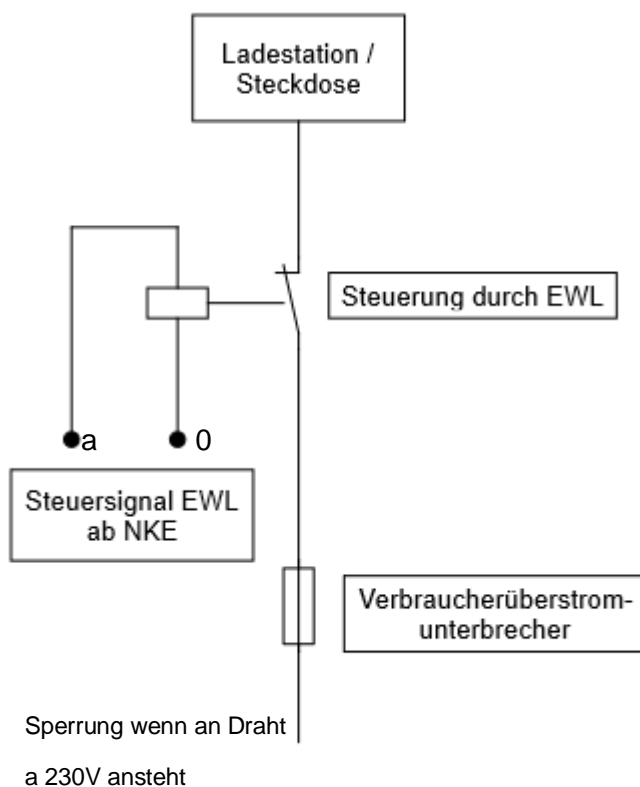 Ladestation /
Steckdose
Steuerung durch EWL
a 0
Steuersignal EWL
ab NKE
Verbraucherüberstrom-
unterbrecher
Sperrung wenn an Draht
a 230V ansteht